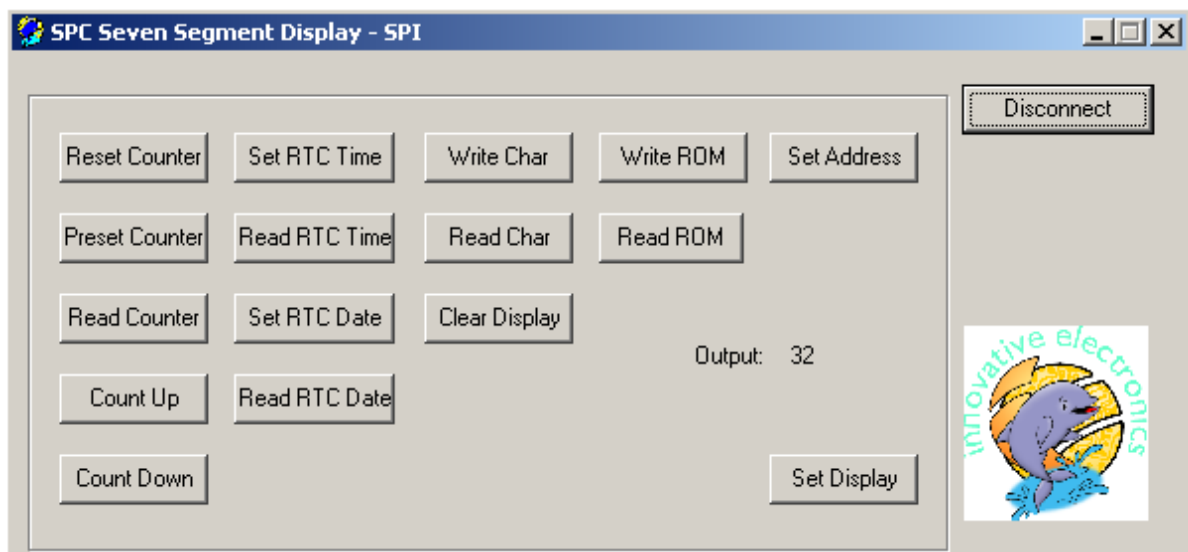 SPC Seven Segment Display - SPI
Disconnect
Reset Counter
Set RTC Time
Write Char
Write ROM
Set Address
Preset Counter
Read RTC Time
Read Char
Read ROM
Read Counter
Set RTC Date
Clear Display
Output: 32
Count Up
Read RTC Date
Count Down
Set Display
innovative electronics